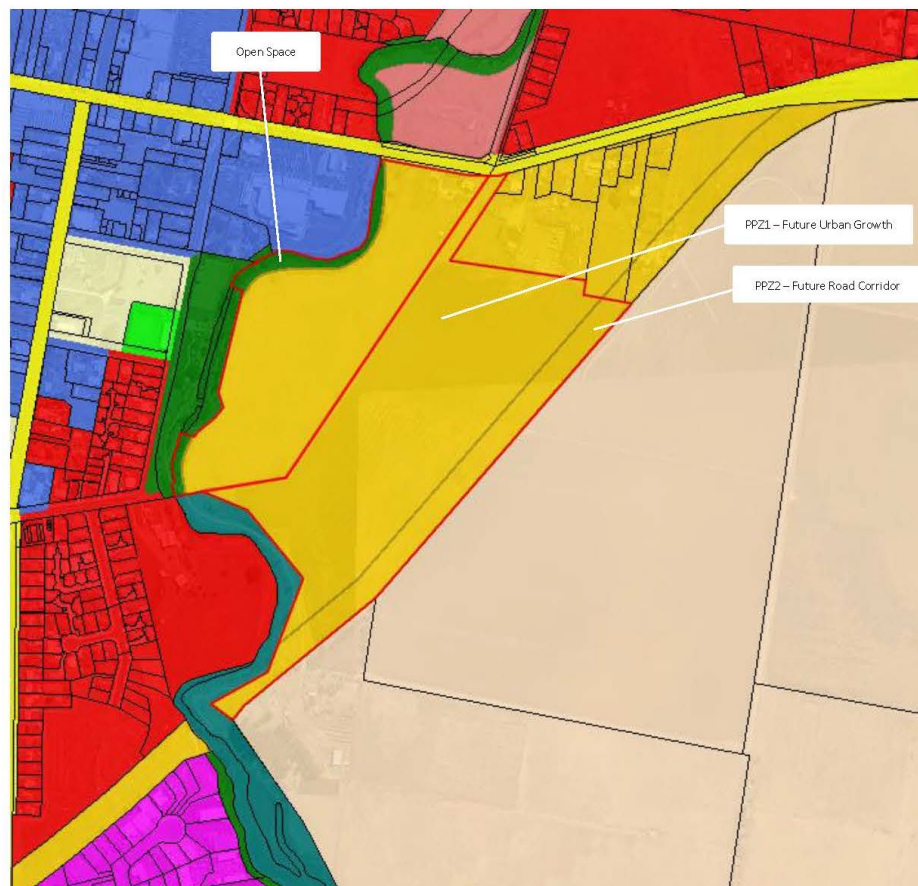 Open Space
PPZ1 – Future Urban Growth
PPZ2 – Future Road Corridor